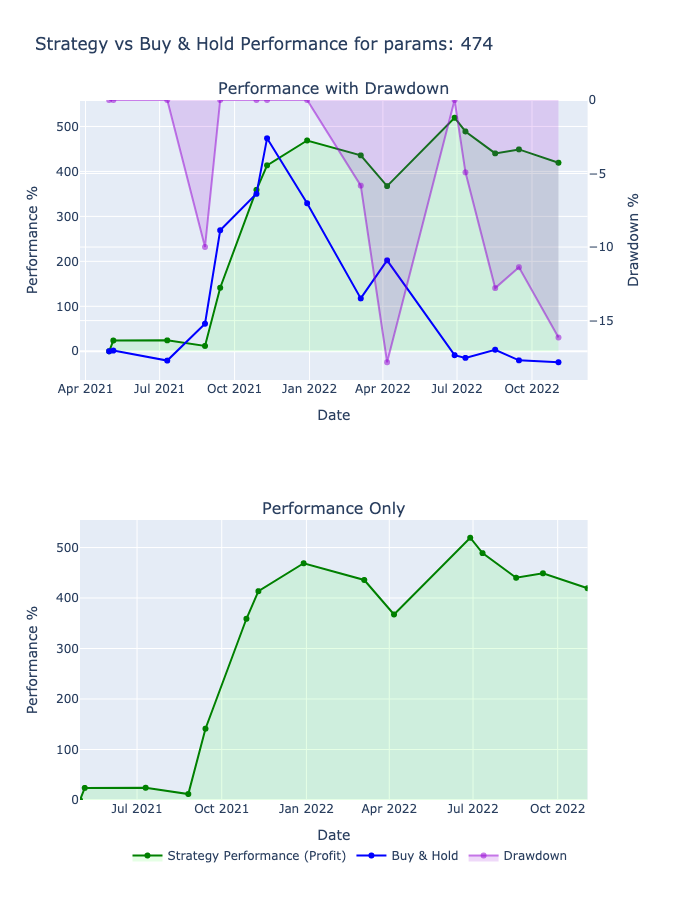 Strategy vs Buy & Hold Performance for params: 474
Performance with Drawdown
500
400
300
200
100
0
Performance %
0
−5
−10
−15
Drawdown %
Apr 2021 Jul 2021 Oct 2021 Jan 2022 Apr 2022 Jul 2022 Oct 2022
Date
Performance Only
500
400
300
200
100
0
Performance %
Jul 2021 Oct 2021 Jan 2022 Apr 2022 Jul 2022 Oct 2022
Date
Strategy Performance (Profit) Buy & Hold Drawdown